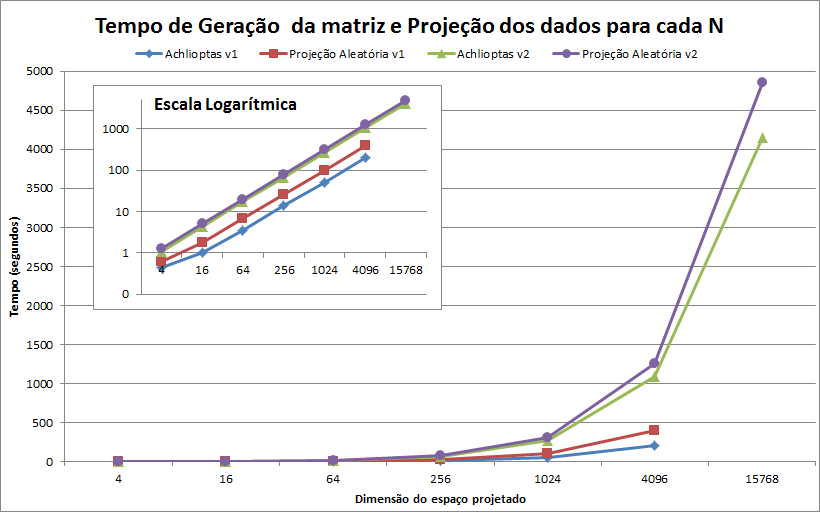 Tempo de Geração  da matriz e Projeção dos dados para cada N
Achlioptas v1 Projeção Aleatória v1 Achlioptas v2 Projeção Aleatória v2
Tempo (segundos)
5000
4500
4000
3500
3000
2500
2000
1500
1000
500
0
Escala Logarítmica
1000
100
10
1
0
4 16 64 256 1024 4096 15768
4 16 64 256 1024 4096 15768
Dimensão do espaço projetado